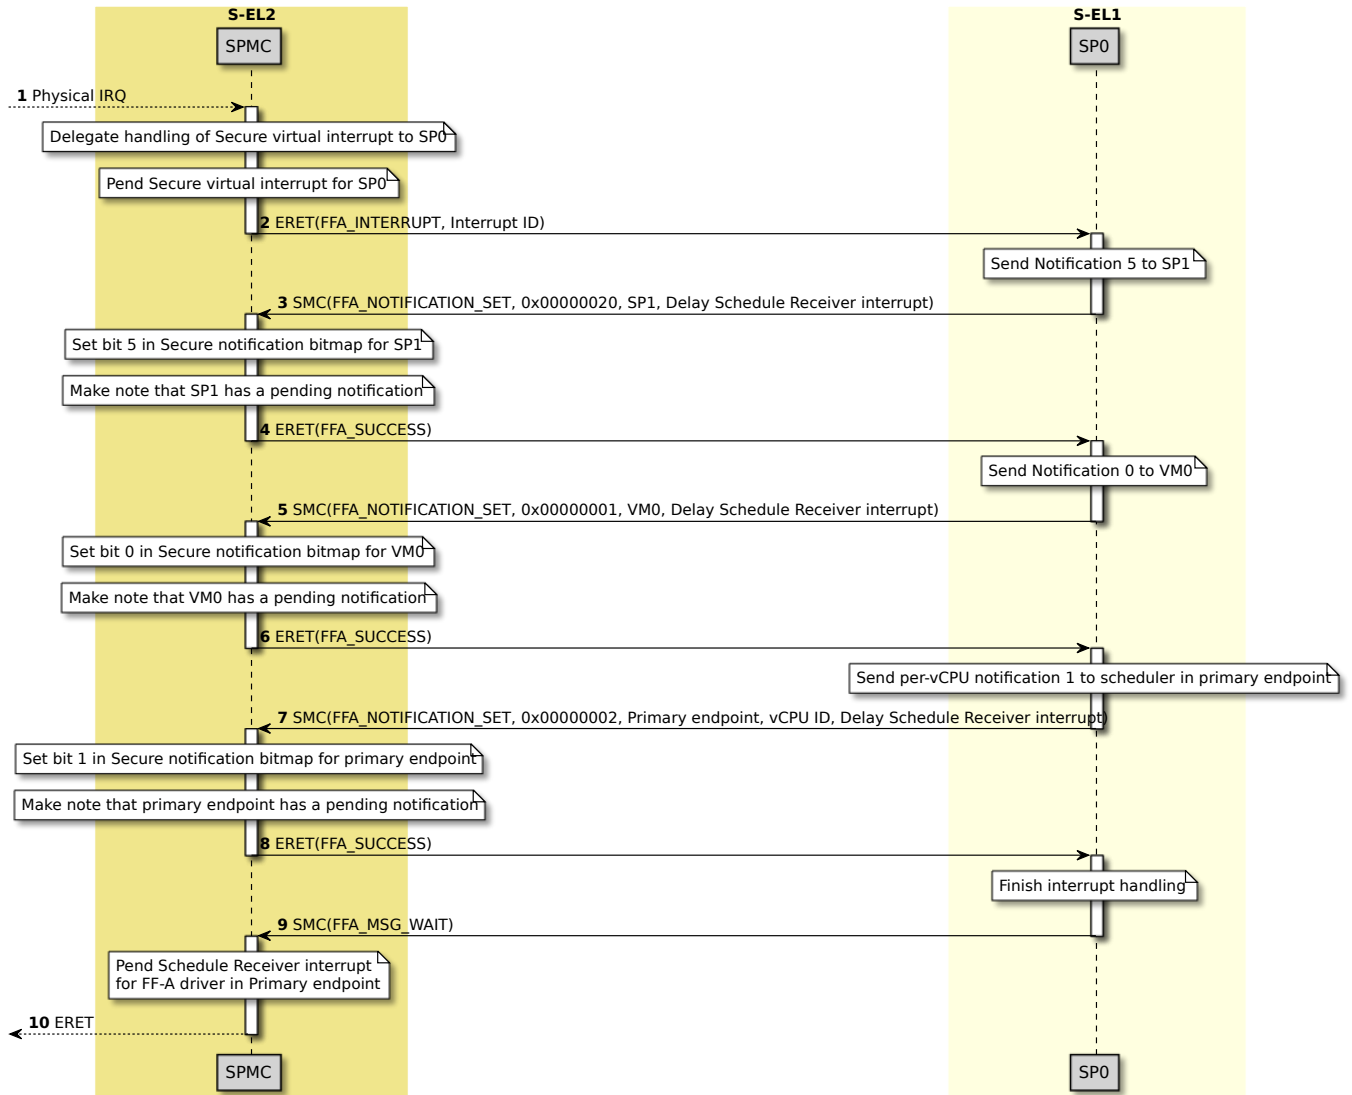 S-EL2
S-EL1
SPMC
SP0
1 Physical IRQ
Delegate handling of Secure virtual interrupt to SP0
Pend Secure virtual interrupt for SP0
2 ERET(FFA_INTERRUPT, Interrupt ID)
Send Notification 5 to SP1
3 SMC(FFA_NOTIFICATION_SET, 0x00000020, SP1, Delay Schedule Receiver interrupt)
Set bit 5 in Secure notification bitmap for SP1
Make note that SP1 has a pending notification
4 ERET(FFA_SUCCESS)
Send Notification 0 to VM0
5 SMC(FFA_NOTIFICATION_SET, 0x00000001, VM0, Delay Schedule Receiver interrupt)
Set bit 0 in Secure notification bitmap for VM0
Make note that VM0 has a pending notification
6 ERET(FFA_SUCCESS)
Send per-vCPU notification 1 to scheduler in primary endpoint
7 SMC(FFA_NOTIFICATION_SET, 0x00000002, Primary endpoint, vCPU ID, Delay Schedule Receiver interrupt)
Set bit 1 in Secure notification bitmap for primary endpoint
Make note that primary endpoint has a pending notification
8 ERET(FFA_SUCCESS)
Finish interrupt handling
9 SMC(FFA_MSG_WAIT)
Pend Schedule Receiver interrupt
for FF-A driver in Primary endpoint
10 ERET
SPMC
SP0